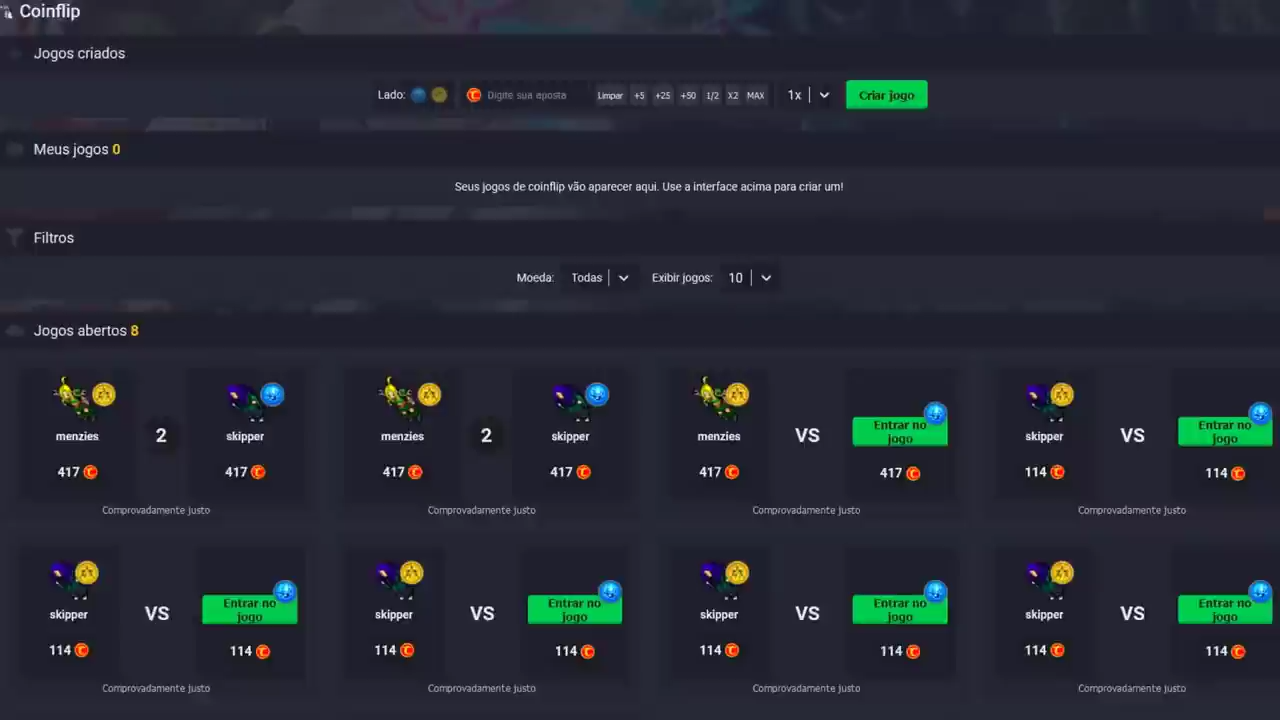 Coinflip
Jogos criados
Lado: Digite sua aposta Limpar +5 +25 +50 1/2 X2 MAX 1x Criar jogo
Meus jogos 0
Seus jogos de coinflip vão aparecer aqui. Use a interface acima para criar um!
Filtros
Moeda: Todas Exibir jogos: 10
Jogos abertos 8
menzies 2 skipper
417 417
Comprovadamente justo
menzies 2 skipper
417 417
Comprovadamente justo
menzies VS Entrar no
jogo
417 417
Comprovadamente justo
skipper VS Entrar no
jogo
114 114
Comprovadamente justo
skipper VS Entrar no
jogo
114 114
Comprovadamente justo
skipper VS Entrar no
jogo
114 114
Comprovadamente justo
skipper VS Entrar no
jogo
114 114
Comprovadamente justo
skipper VS Entrar no
jogo
114 114
Comprovadamente justo